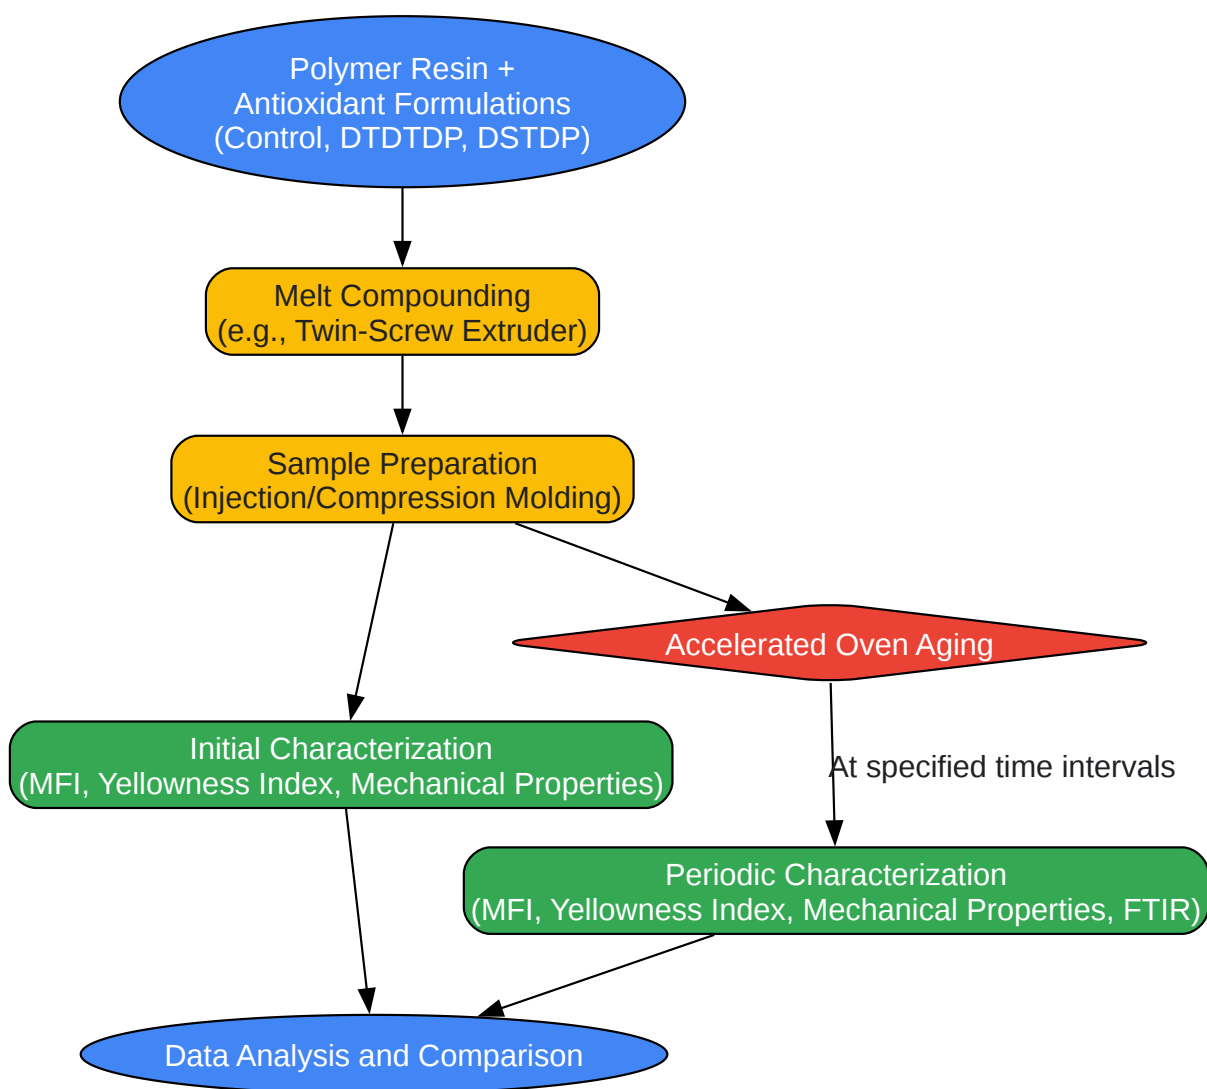 Polymer Resin +
Antioxidant Formulations
(Control, DTDTDP, DSTDP)
Melt Compounding
(e.g., Twin-Screw Extruder)
Sample Preparation
(Injection/Compression Molding)
Accelerated Oven Aging
Initial Characterization
(MFI, Yellowness Index, Mechanical Properties)
At specified time intervals
Periodic Characterization
(MFI, Yellowness Index, Mechanical Properties, FTIR)
Data Analysis and Comparison